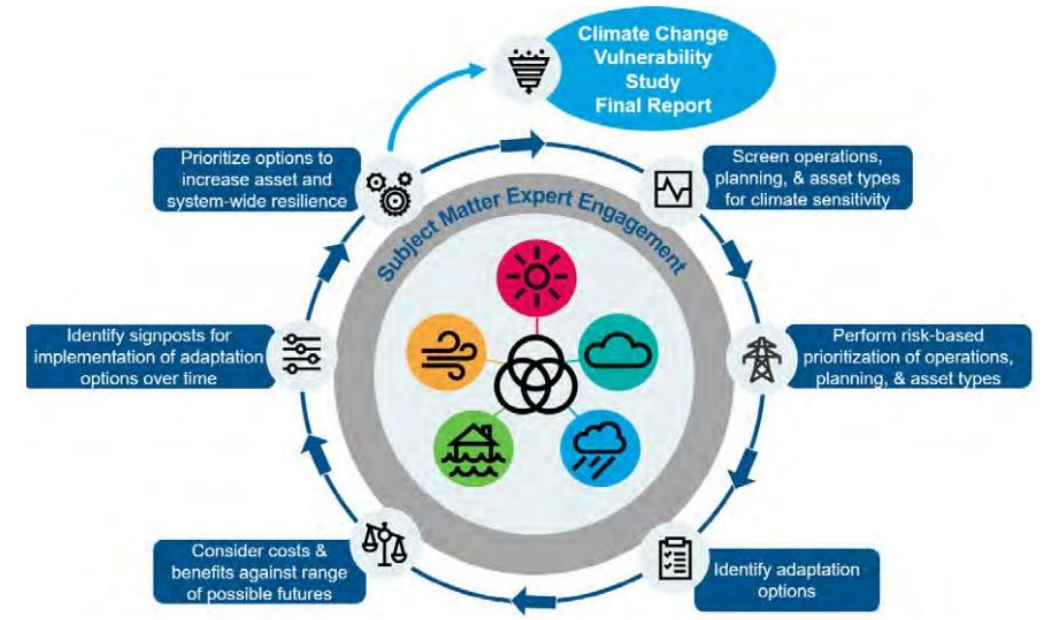 Climate Change
Vulnerability
Study
Final Report
Prioritize options to
increase asset and
system-wide resilience
Screen operations,
planning, & asset types
for climate sensitivity
Subject Matter Expert Engagement
Identify signposts for
implementation of adaptation
options over time
Perform risk-based
prioritization of operations,
planning, & asset types
Consider costs &
benefits against range
of possible futures
Identify adaptation
options